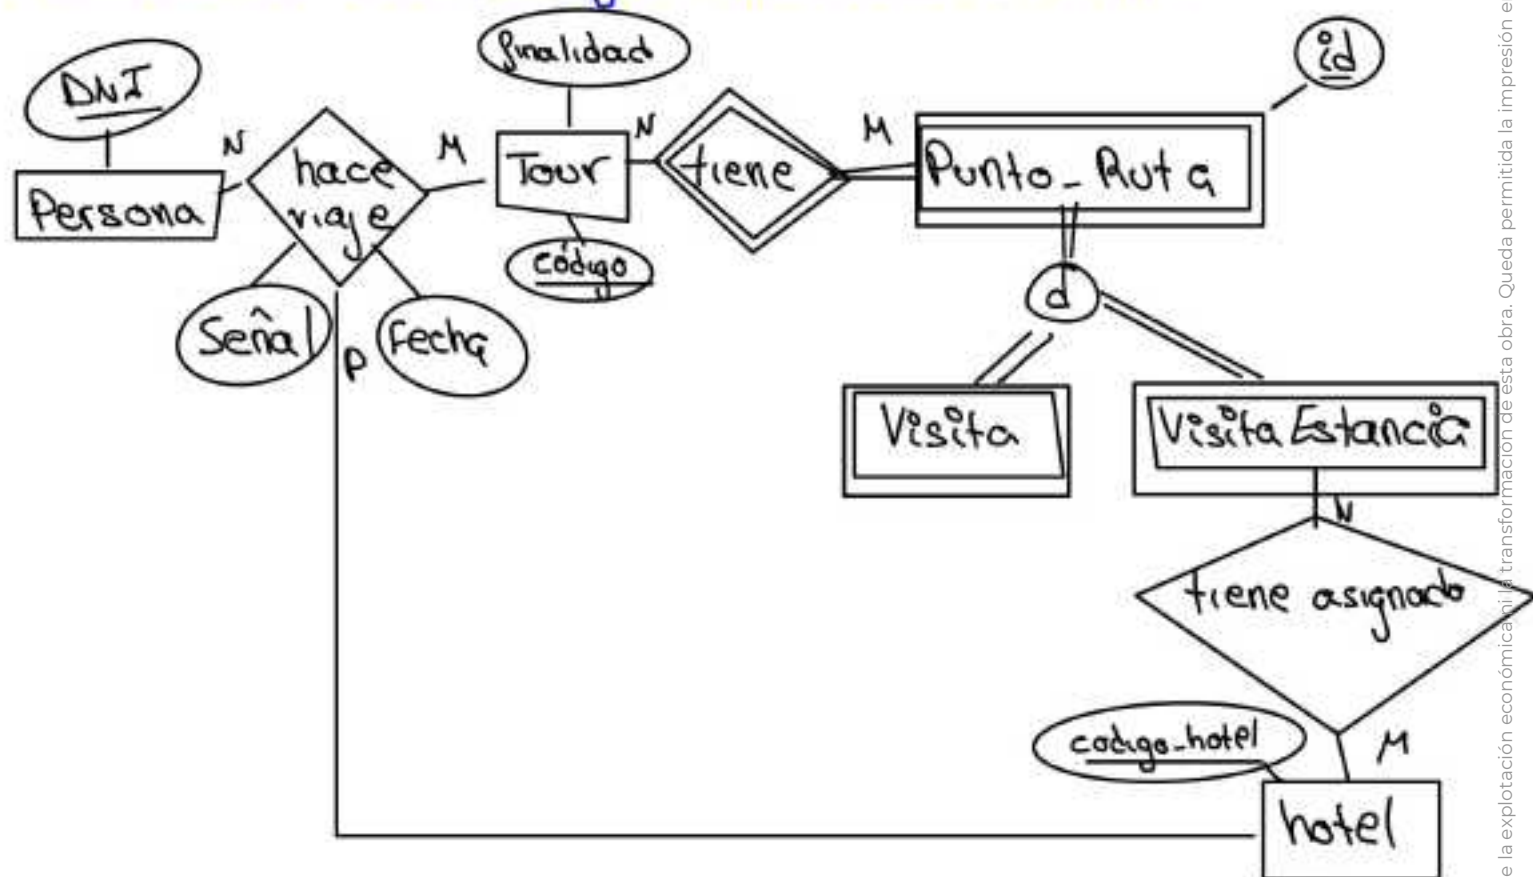 finalidad
id
DNI
N
M
N
M
Persona
hace
viaje
Tour
tiene
Punto_Ruta
código
Señal
P
Fecha
d
Visita
Visita Estancia
N
tiene asignado
codigo_hotel
M
hotel
e la explotación económica ni la transformación de esta obra. Queda permitida la impresión e